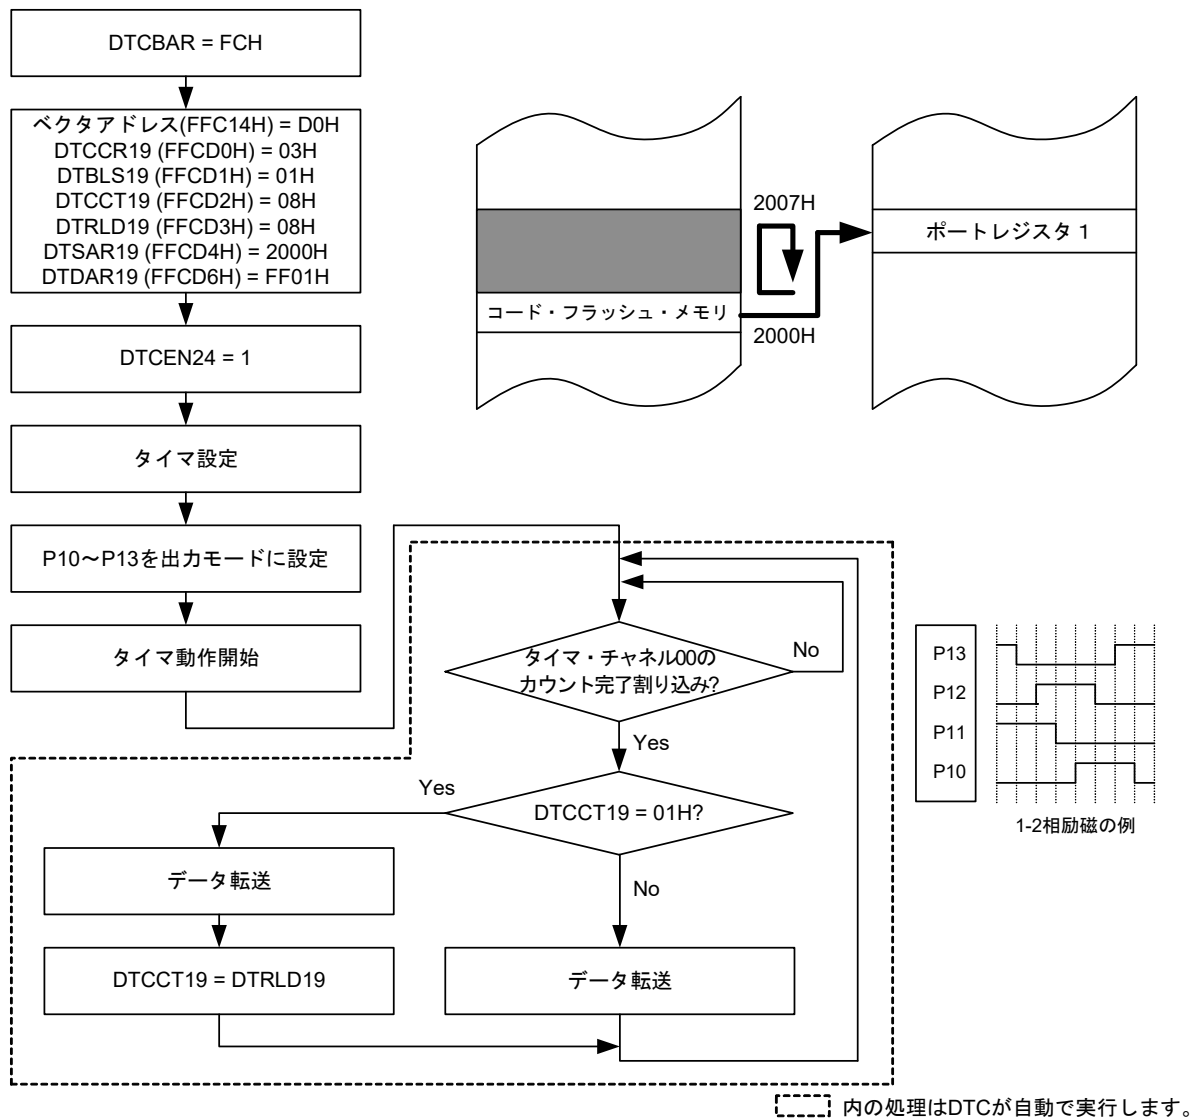 DTCBAR = FCH
ベクタアドレス(FFC14H) = D0H
DTCCR19 (FFCD0H) = 03H
DTBLS19 (FFCD1H) = 01H
DTCCT19 (FFCD2H) = 08H
DTRLD19 (FFCD3H) = 08H
DTSAR19 (FFCD4H) = 2000H
DTDAR19 (FFCD6H) = FF01H
DTCEN24 = 1
タイマ設定
P10～P13を出力モードに設定
タイマ動作開始
2007H
コード・フラッシュ・メモリ
2000H
ポートレジスタ 1
タイマ・チャネル00の
カウント完了割り込み?
No
Yes
DTCCT19 = 01H?
Yes
No
データ転送
DTCCT19 = DTRLD19
データ転送
P13
P12
P11
P10
1-2相励磁の例
内の処理はDTCが自動で実行します。